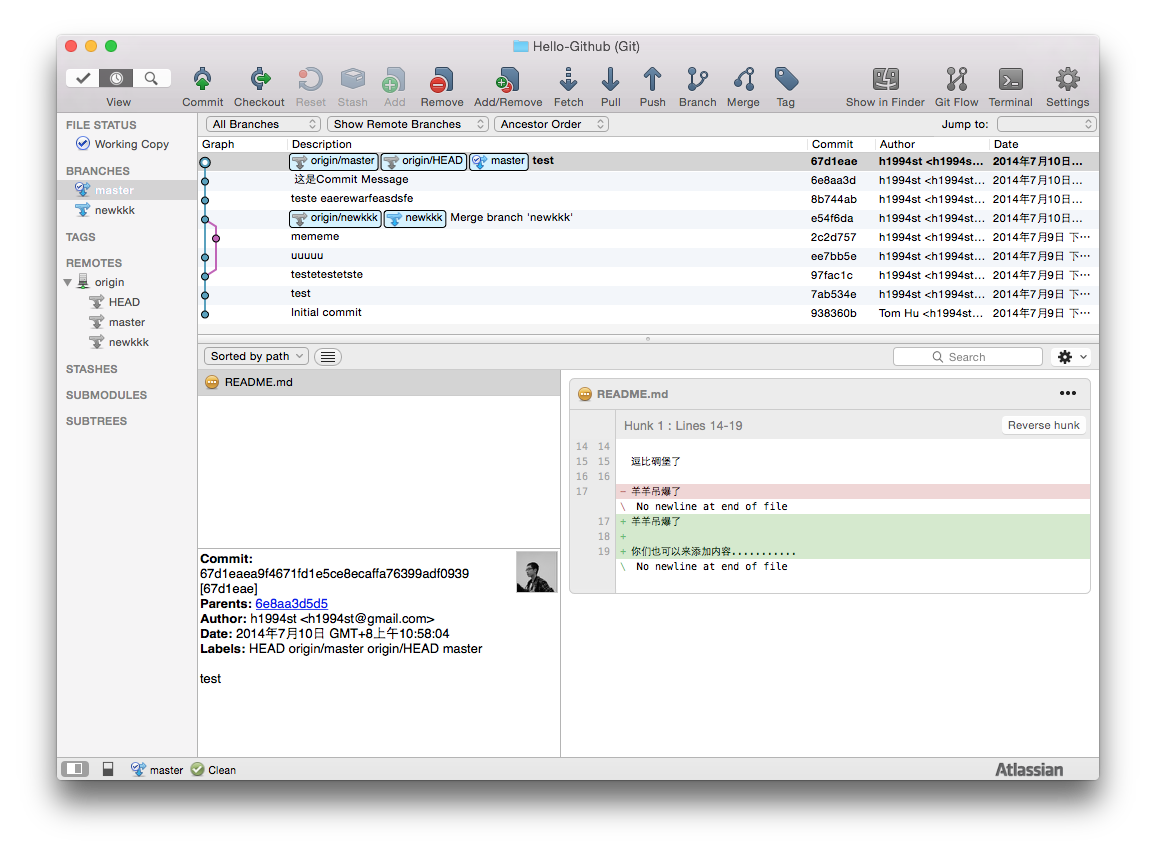 Hello-Github (Git)
View Commit Checkout Reset Stash Add Remove Add/Remove Fetch Pull Push Branch Merge Tag Show in Finder Git Flow Terminal Settings
FILE STATUS
Working Copy
BRANCHES
master
newkkk
TAGS
REMOTES
origin
HEAD
master
newkkk
STASHES
SUBMODULES
SUBTREES
All Branches Show Remote Branches Ancestor Order Jump to:
Graph Description Commit Author Date
origin/master origin/HEAD master test 67d1eae h1994st <h1994s... 2014年7月10日...
这是Commit Message 6e8aa3d h1994st <h1994st... 2014年7月10日...
teste eaerewarfeasdsfe 8b744ab h1994st <h1994st... 2014年7月10日...
origin/newkkk newkkk Merge branch 'newkkk' e54f6da h1994st <h1994st... 2014年7月10日...
mememe 2c2d757 h1994st <h1994st... 2014年7月9日 下...
uuuuu ee7bb5e h1994st <h1994st... 2014年7月9日 下...
testetestetste 97fac1c h1994st <h1994st... 2014年7月9日 下...
test 7ab534e h1994st <h1994st... 2014年7月9日 下...
Initial commit 938360b Tom Hu <h1994st... 2014年7月9日 下...
Sorted by path Search
README.md
Commit:
67d1eaea9f4671fd1e5ce8ecaffa76399adf0939
[67d1eae]
Parents: 6e8aa3d5d5
Author: h1994st <h1994st@gmail.com>
Date: 2014年7月10日 GMT+8上午10:58:04
Labels: HEAD origin/master origin/HEAD master
test
README.md
Hunk 1 : Lines 14-19 Reverse hunk
14 14
15 15 逗比碉堡了
16 16
17 - 羊羊吊爆了
\ No newline at end of file
17 + 羊羊吊爆了
18 +
19 + 你们也可以来添加内容...........
\ No newline at end of file
master Clean Atlassian